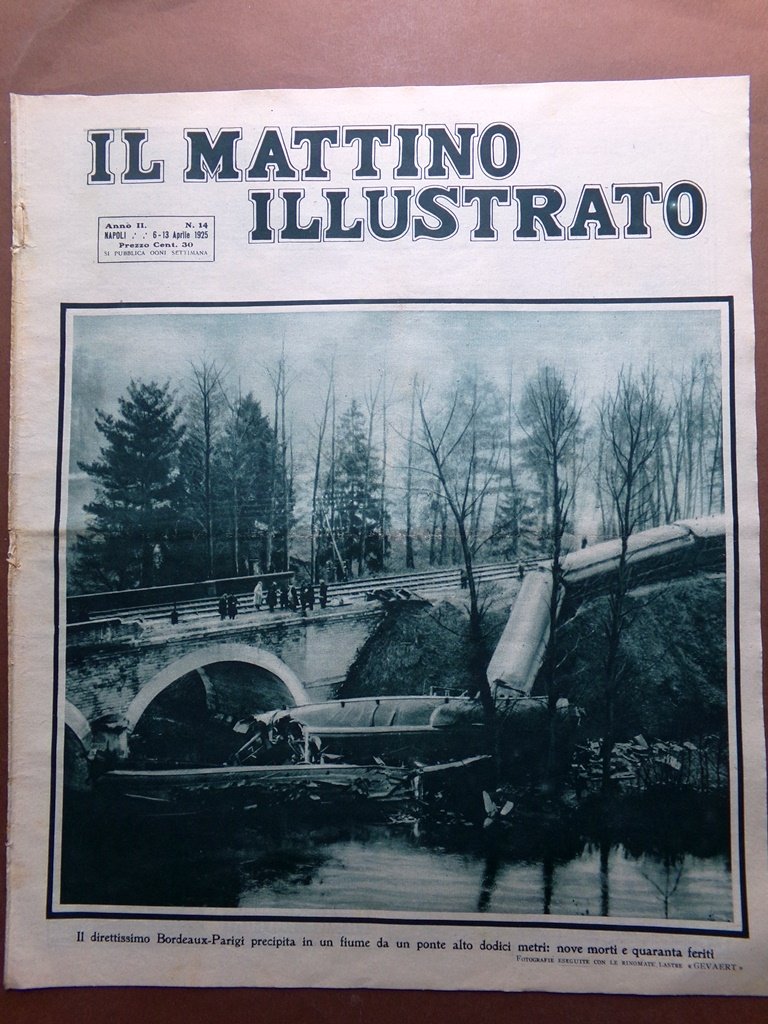 IL MATTINO
ILLUSTRATO
Anno II. N. 14
NAPOLI ∴ 6-13 Aprile 1925
Prezzo Cent. 30
SI PUBBLICA OGNI SETTIMANA
Il direttissimo Bordeaux-Parigi precipita in un fiume da un ponte alto dodici metri: nove morti e quaranta feriti
FOTOGRAFIE ESEGUITE CON LE RINOMATE LASTRE « GEVAERT »